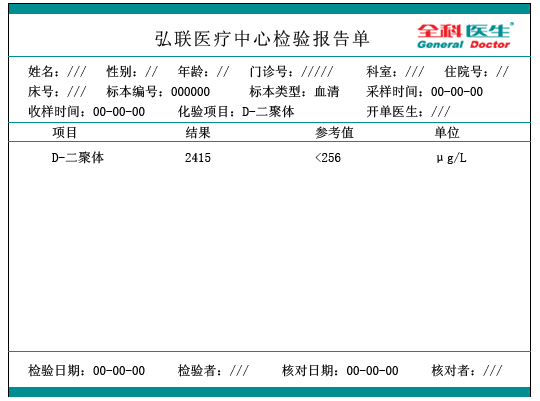 弘联医疗中心检验报告单
全科医生®
General Doctor
姓名: /// 性别: // 年龄: // 门诊号: ///// 科室: /// 住院号: //
床号: /// 标本编号: 000000 标本类型: 血清 采样时间: 00-00-00
收样时间: 00-00-00 化验项目: D-二聚体 开单医生: ///
项目 结果 参考值 单位
D-二聚体 2415 <256 μg/L
检验日期: 00-00-00 检验者: /// 核对日期: 00-00-00 核对者: ///